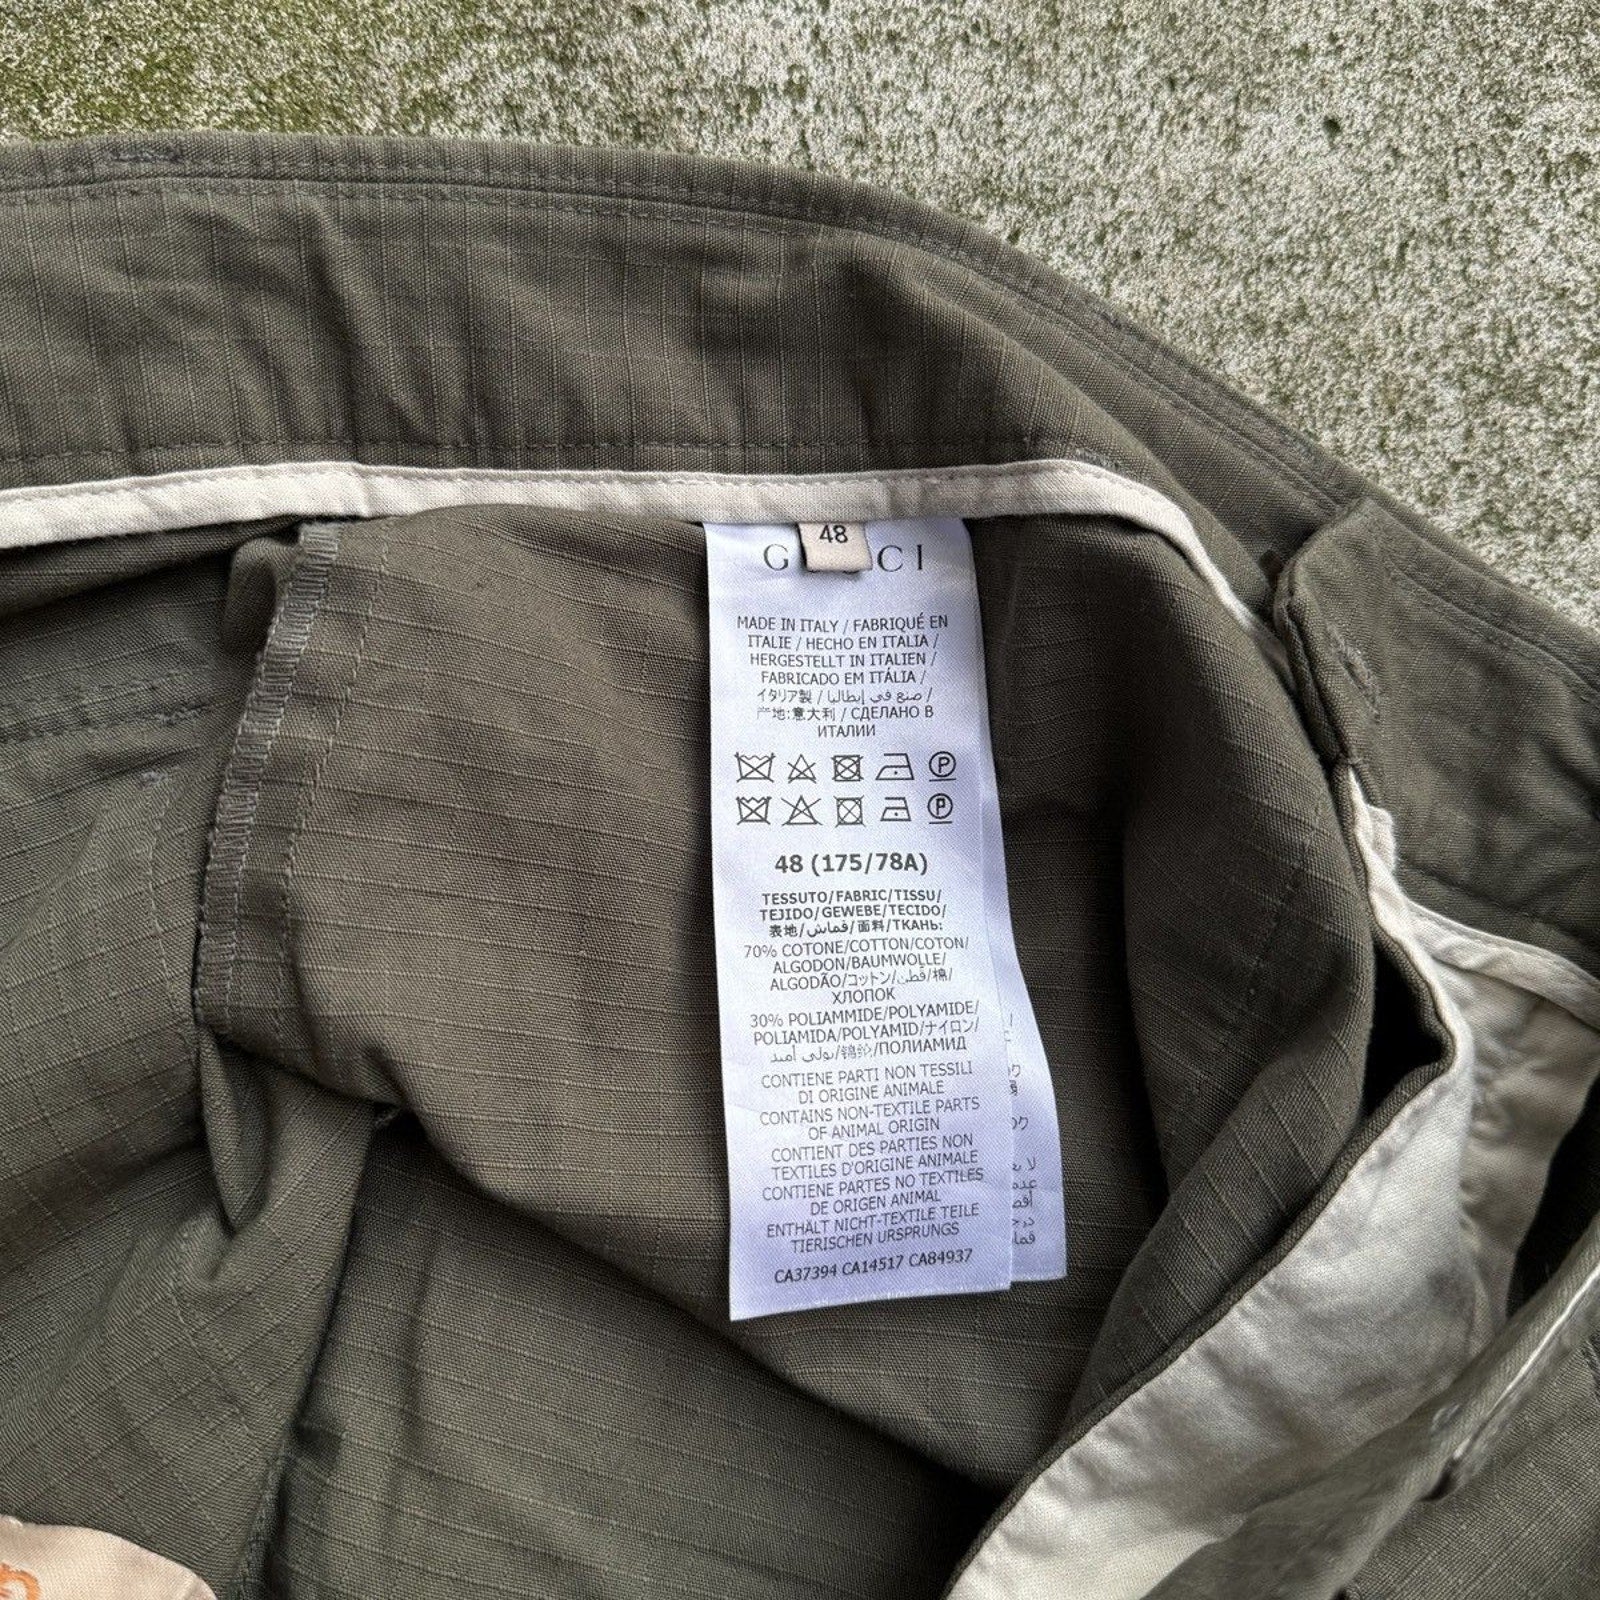 48
G CI
MADE IN ITALY / FABRIQUÉ EN
ITALIE / HECHO EN ITALIA /
HERGESTELLT IN ITALIEN /
FABRICADO EM ITÁLIA /
イタリア製 / صنع في إيطاليا /
产地:意大利 / СДЕЛАНО В
ИТАЛИИ
P
P
48 (175/78A)
TESSUTO/FABRIC/TISSU/
TEJIDO/GEWEBE/TECIDO/
表地/قماش/面料/ТКАНЬ:
70% COTONE/COTTON/COTON/
ALGODON/BAUMWOLLE/
ALGODÃO/コットン/قطن/棉/
ХЛОПОК
30% POLIAMMIDE/POLYAMIDE/
POLIAMIDA/POLYAMID/ナイロン/
بولي أميد/锦纶/ПОЛИАМИД
CONTIENE PARTI NON TESSILI
DI ORIGINE ANIMALE
CONTAINS NON-TEXTILE PARTS
OF ANIMAL ORIGIN
CONTIENT DES PARTIES NON
TEXTILES D'ORIGINE ANIMALE
CONTIENE PARTES NO TEXTILES
DE ORIGEN ANIMAL
ENTHÄLT NICHT-TEXTILE TEILE
TIERISCHEN URSPRUNGS
CA37394 CA14517 CA84937